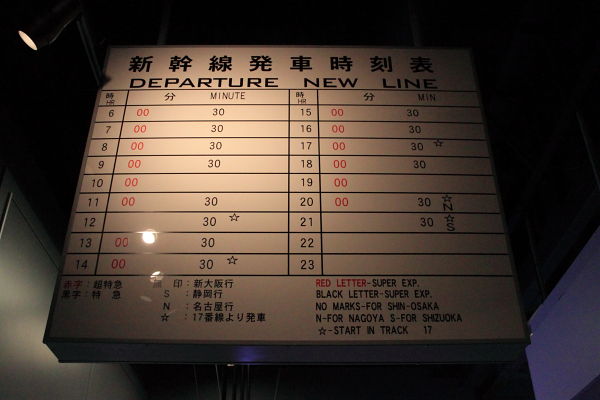 新幹線発車時刻表
DEPARTURE NEW LINE
時HR 分 MINUTE 時HR 分 MIN
6 00 30 15 00 30
7 00 30 16 00 30
8 00 30 17 00 30 ☆
9 00 30 18 00 30
10 00 19 00
11 00 30 20 00 30 ☆N
12 30 ☆ 21 30 ☆S
13 00 30 22
14 00 30 ☆ 23
赤字:超特急 無 印:新大阪行 RED LETTER-SUPER EXP.
黒字:特 急 S :静岡行 BLACK LETTER-SUPER EXP.
N :名古屋行 NO MARKS-FOR SHIN-OSAKA
☆ :17番線より発車 N-FOR NAGOYA S-FOR SHIZUOKA
☆-START IN TRACK 17